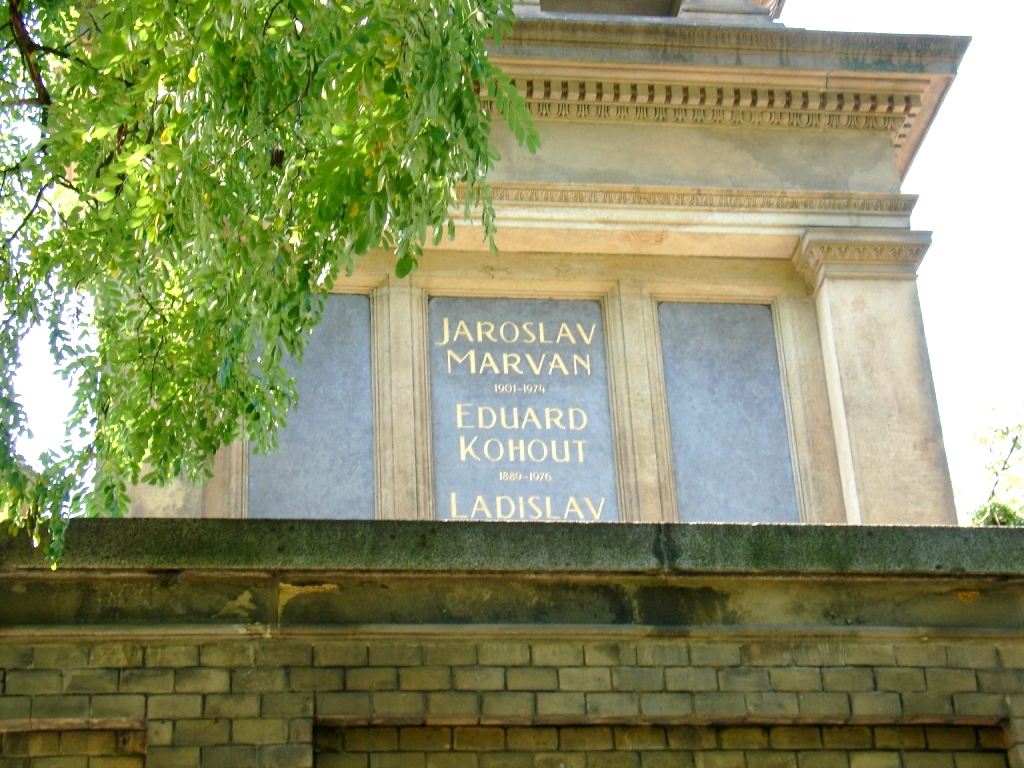 JAROSLAV
MARVAN
1901–1974
EDUARD
KOHOUT
1889–1976
LADISLAV